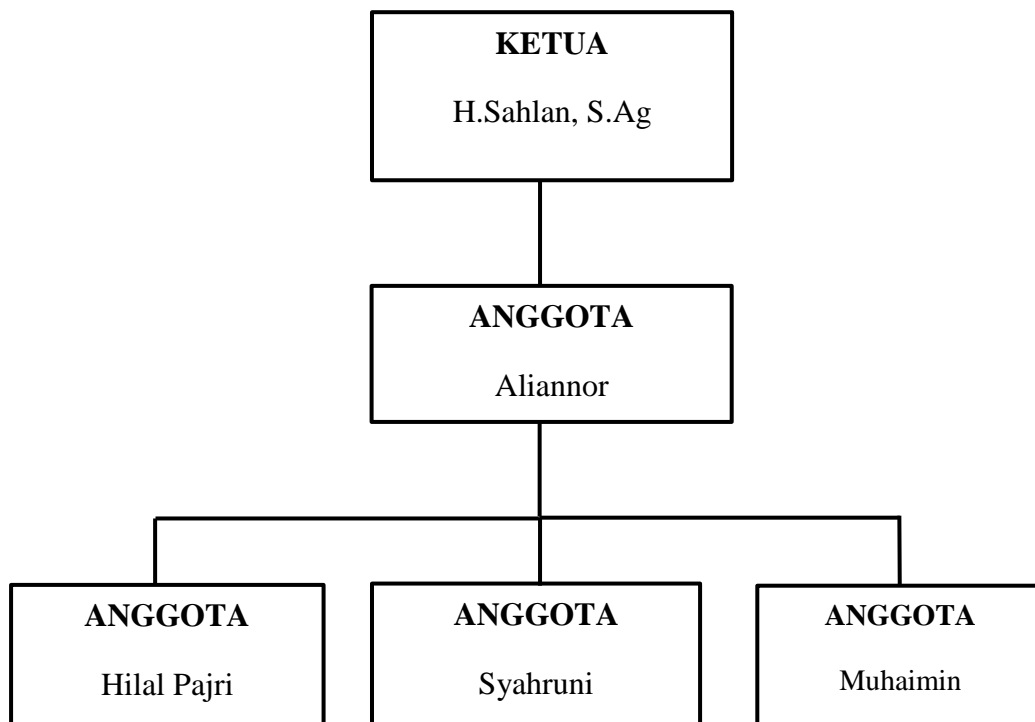 KETUA
H.Sahlan, S.Ag
ANGGOTA
Aliannor
ANGGOTA
Hilal Pajri
ANGGOTA
Syahruni
ANGGOTA
Muhaimin